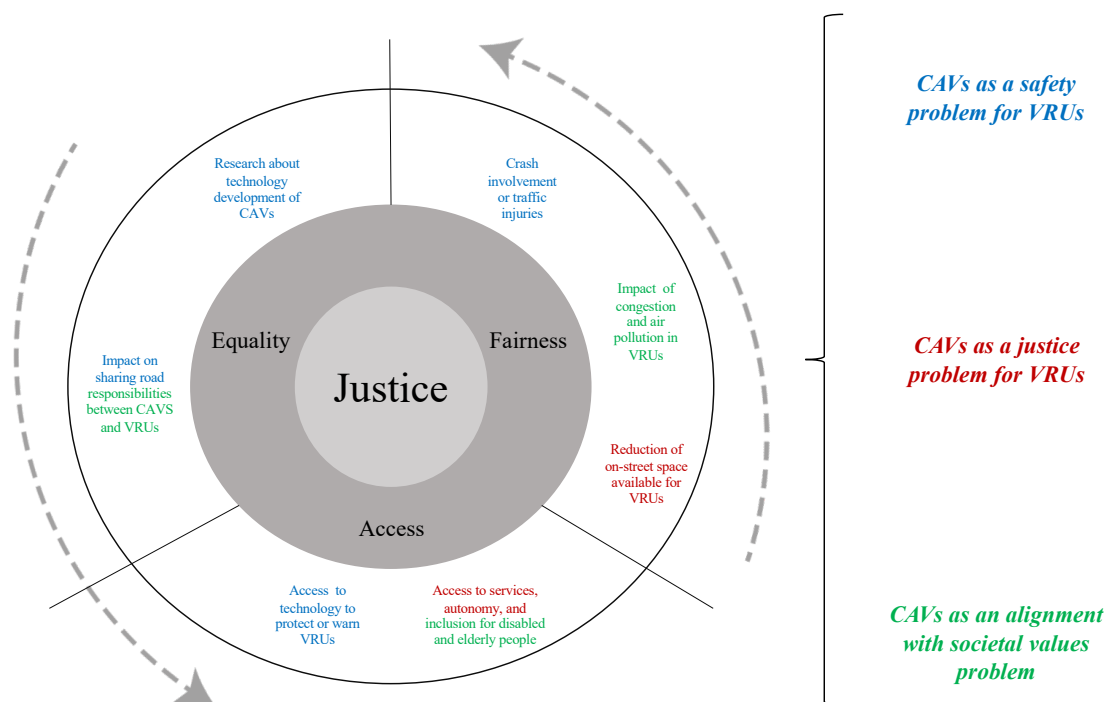 Research about
technology
development of
CAVs
Crash
involvement
or traffic
injuries
Impact of
congestion
and air
pollution in
VRUs
Equality
Fairness
Impact on
sharing road
responsibilities
between CAVS
and VRUs
Justice
Reduction of
on-street space
available for
VRUs
Access
Access to
technology to
protect or warn
VRUs
Access to services,
autonomy, and
inclusion for disabled
and elderly people
CAVs as a safety
problem for VRUs
CAVs as a justice
problem for VRUs
CAVs as an alignment
with societal values
problem